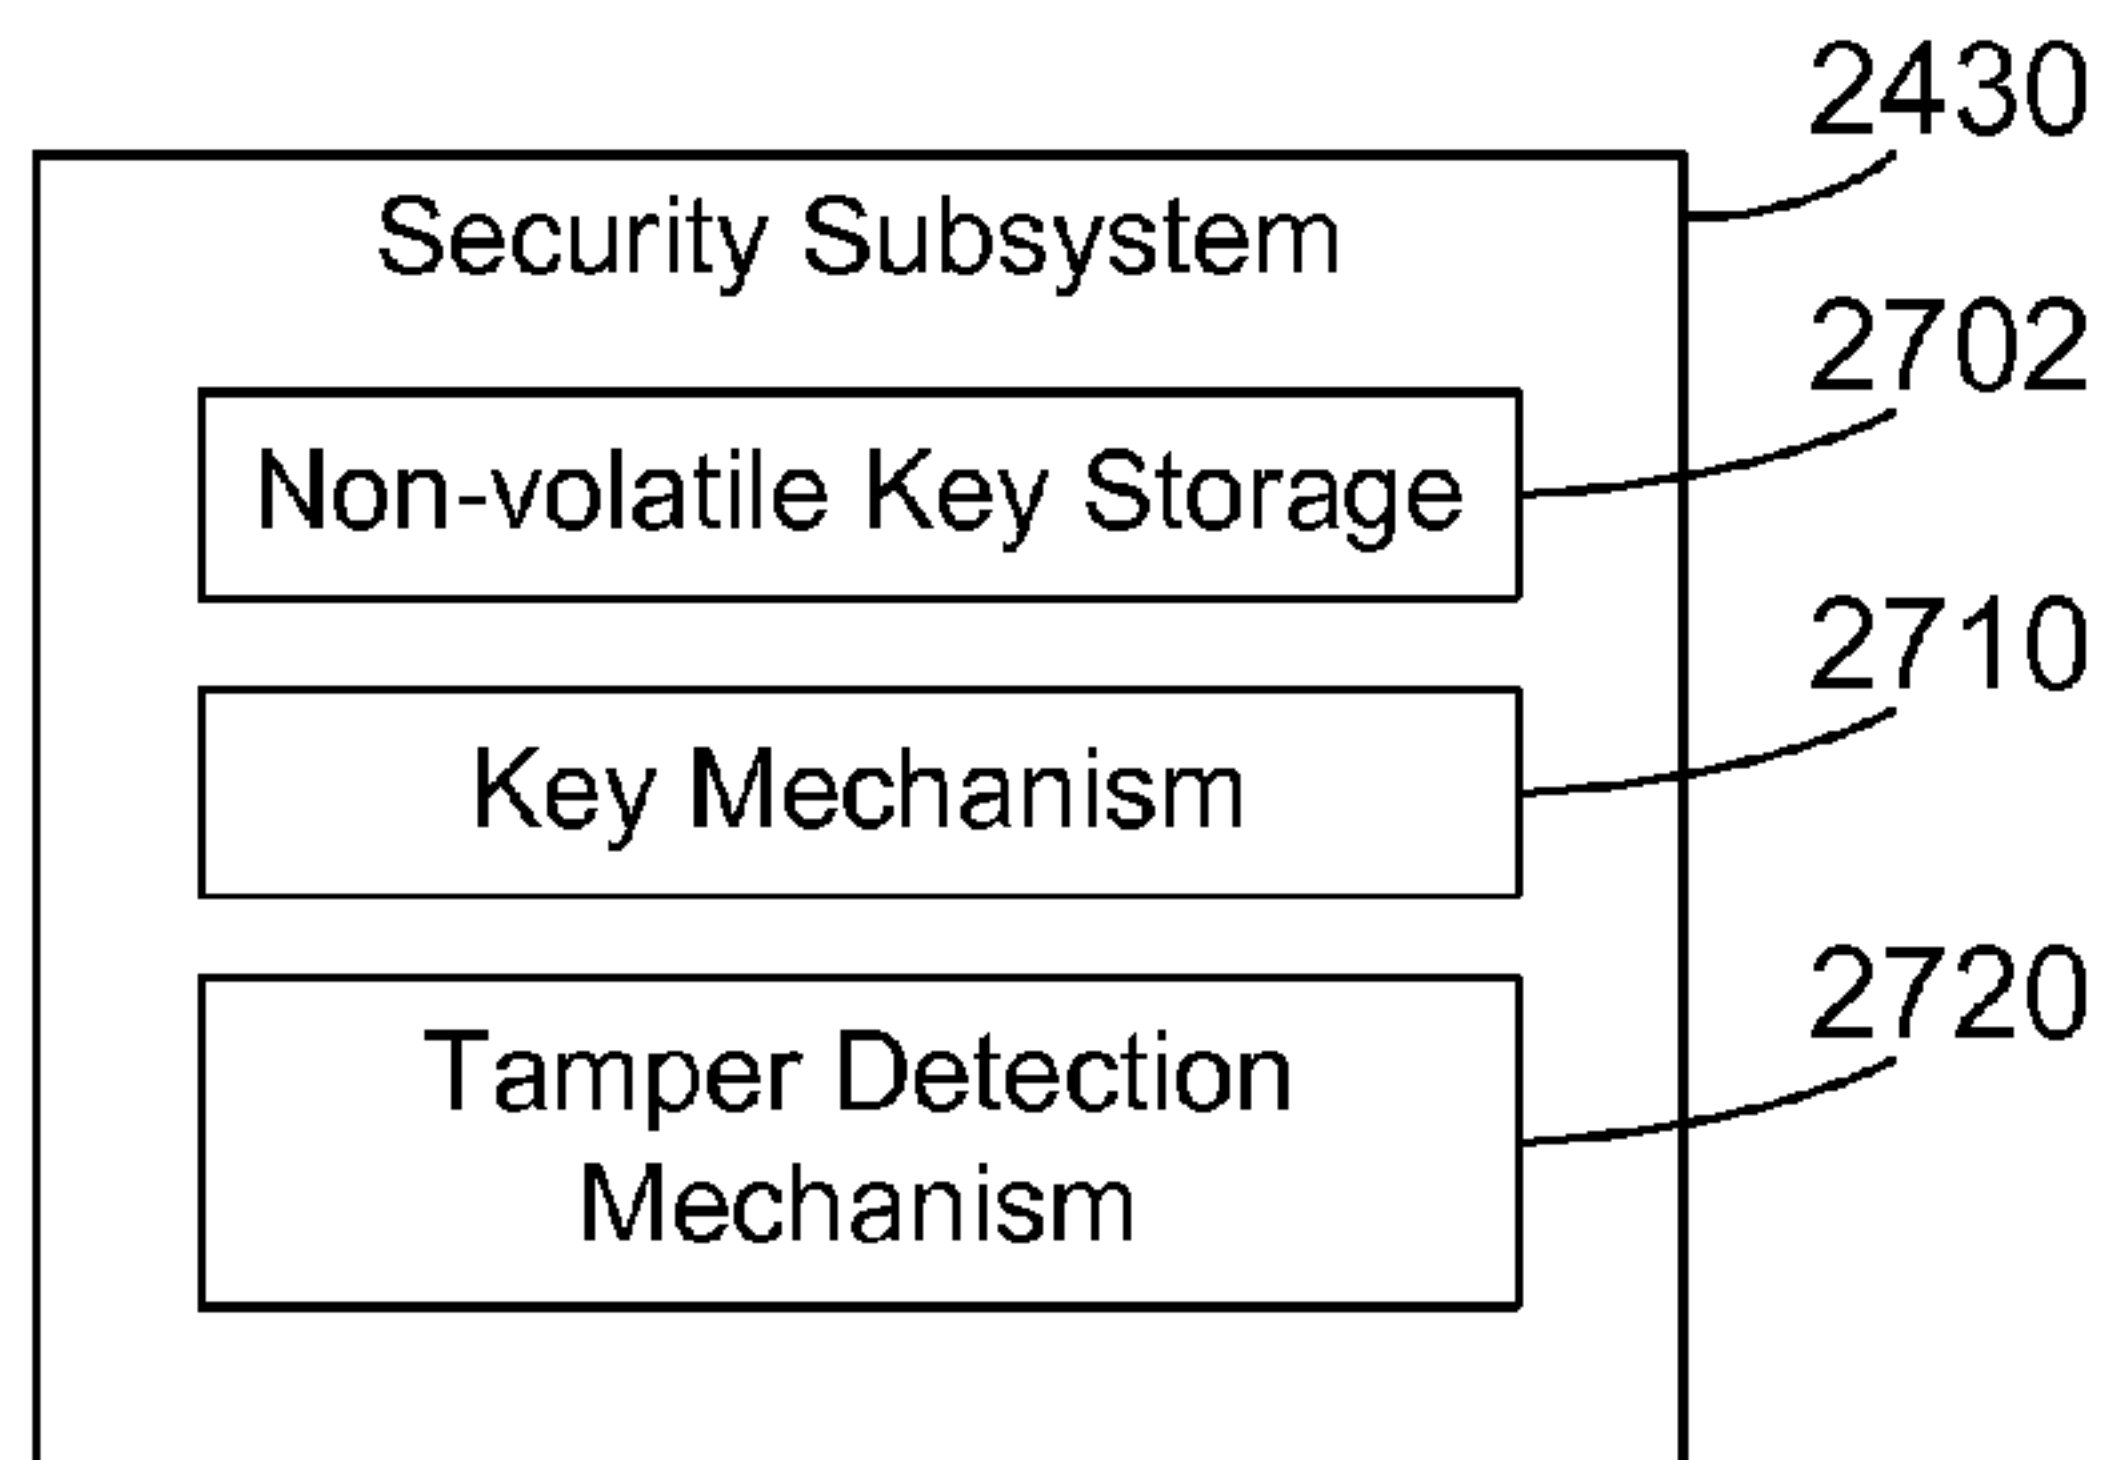 2430
Security Subsystem
2702
Non-volatile Key Storage
2710
Key Mechanism
2720
Tamper Detection
Mechanism